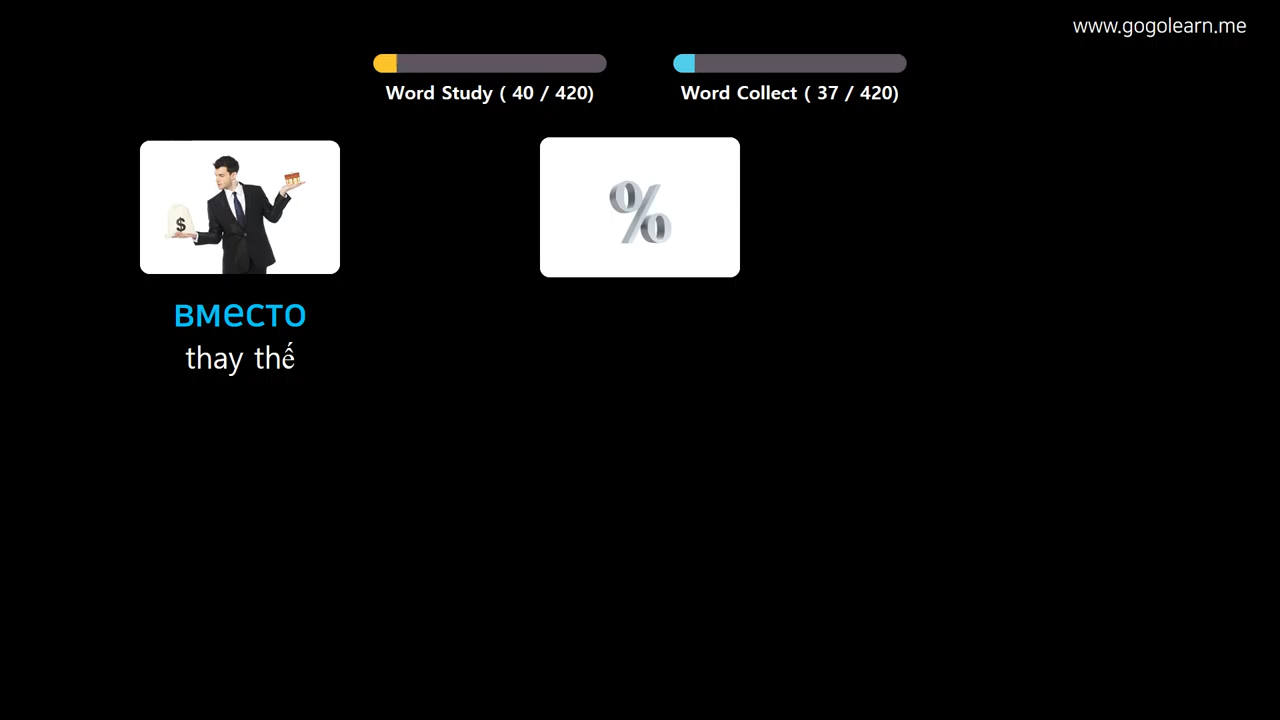 www.gogolearn.me
Word Study ( 40 / 420)
Word Collect ( 37 / 420)
$
%
вместо
thay thế